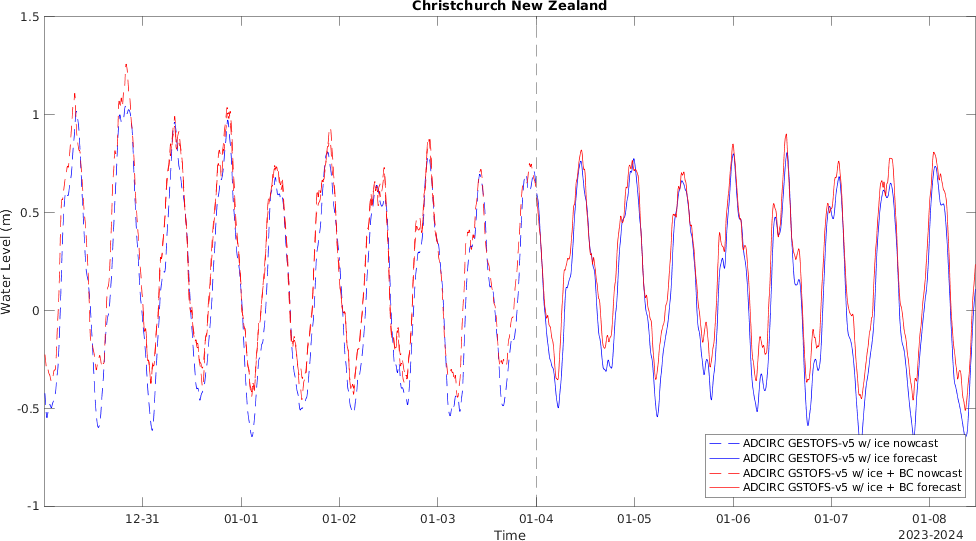 Christchurch New Zealand
1.5
1
0.5
0
-0.5
-1
Water Level (m)
12-31
01-01
01-02
01-03
01-04
01-05
01-06
01-07
01-08
Time
2023-2024
ADCIRC GESTOFS-v5 w/ ice nowcast
ADCIRC GESTOFS-v5 w/ ice forecast
ADCIRC GSTOFS-v5 w/ ice + BC nowcast
ADCIRC GSTOFS-v5 w/ ice + BC forecast